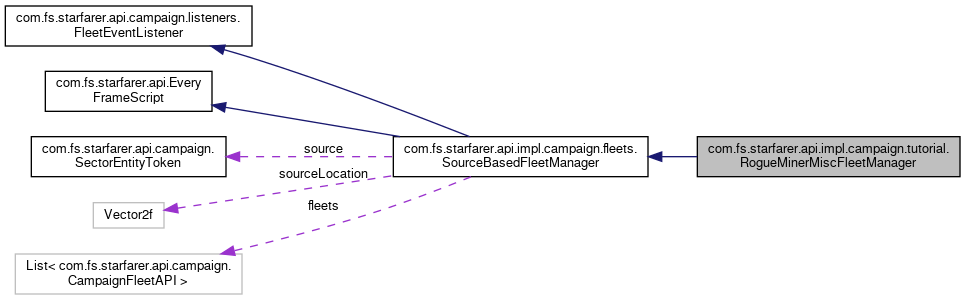 com.fs.starfarer.api.campaign.listeners.
FleetEventListener
com.fs.starfarer.api.Every
FrameScript
com.fs.starfarer.api.campaign.
SectorEntityToken
Vector2f
List< com.fs.starfarer.api.campaign.
CampaignFleetAPI >
source
sourceLocation
fleets
com.fs.starfarer.api.impl.campaign.fleets.
SourceBasedFleetManager
com.fs.starfarer.api.impl.campaign.tutorial.
RogueMinerMiscFleetManager